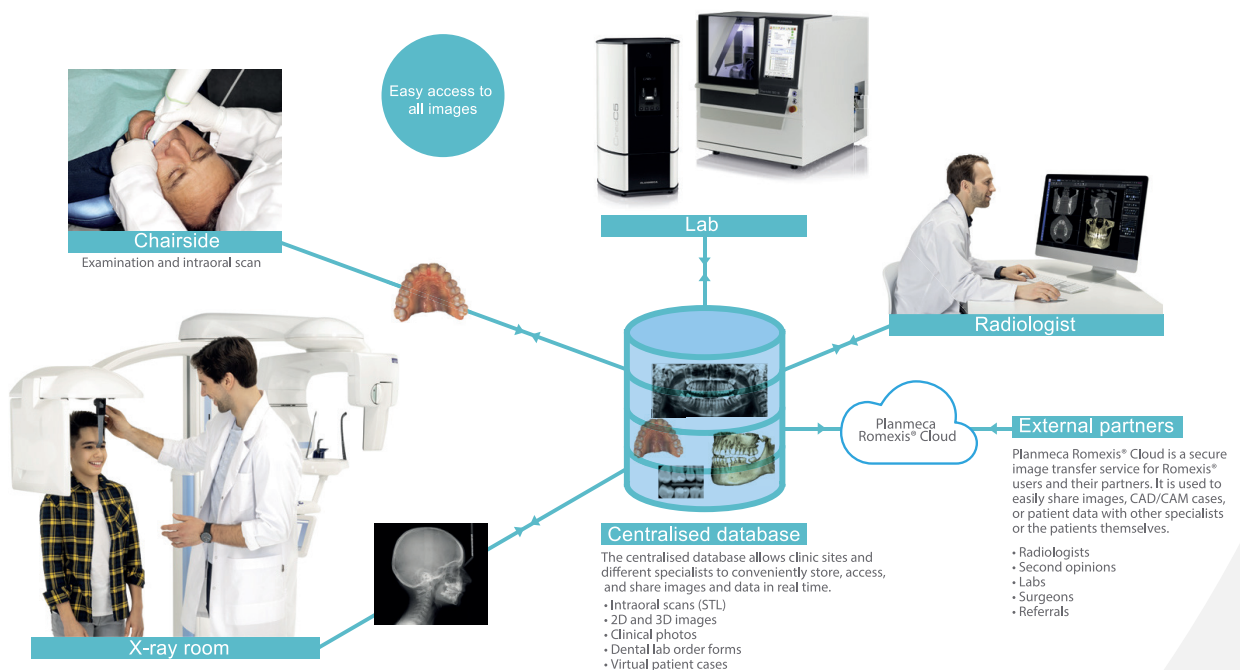 Easy access to
all images
Chairside
Examination and intraoral scan
Lab
Radiologist
Planmeca
Romexis® Cloud
External partners
Planmeca Romexis® Cloud is a secure
image transfer service for Romexis®
users and their partners. It is used to
easily share images, CAD/CAM cases,
or patient data with other specialists
or the patients themselves.
• Radiologists
• Second opinions
• Labs
• Surgeons
• Referrals
Centralised database
The centralised database allows clinic sites and
different specialists to conveniently store, access,
and share images and data in real time.
• Intraoral scans (STL)
• 2D and 3D images
• Clinical photos
• Dental lab order forms
• Virtual patient cases
X-ray room